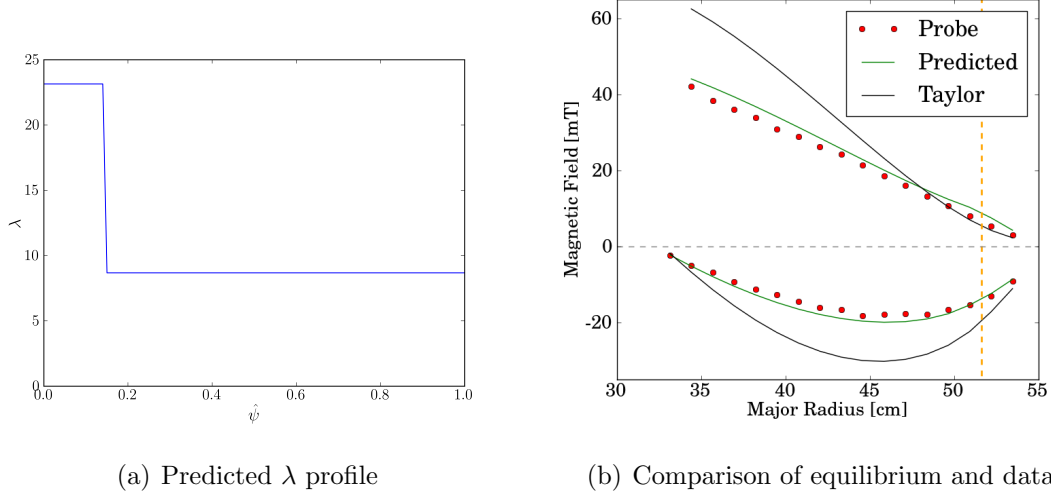 25
20
15
10
5
0
λ
0.0 0.2 0.4 0.6 0.8 1.0
ψ̂
(a) Predicted λ profile
60
40
20
0
-20
Magnetic Field [mT]
Probe
Predicted
Taylor
30 35 40 45 50 55
Major Radius [cm]
(b) Comparison of equilibrium and data